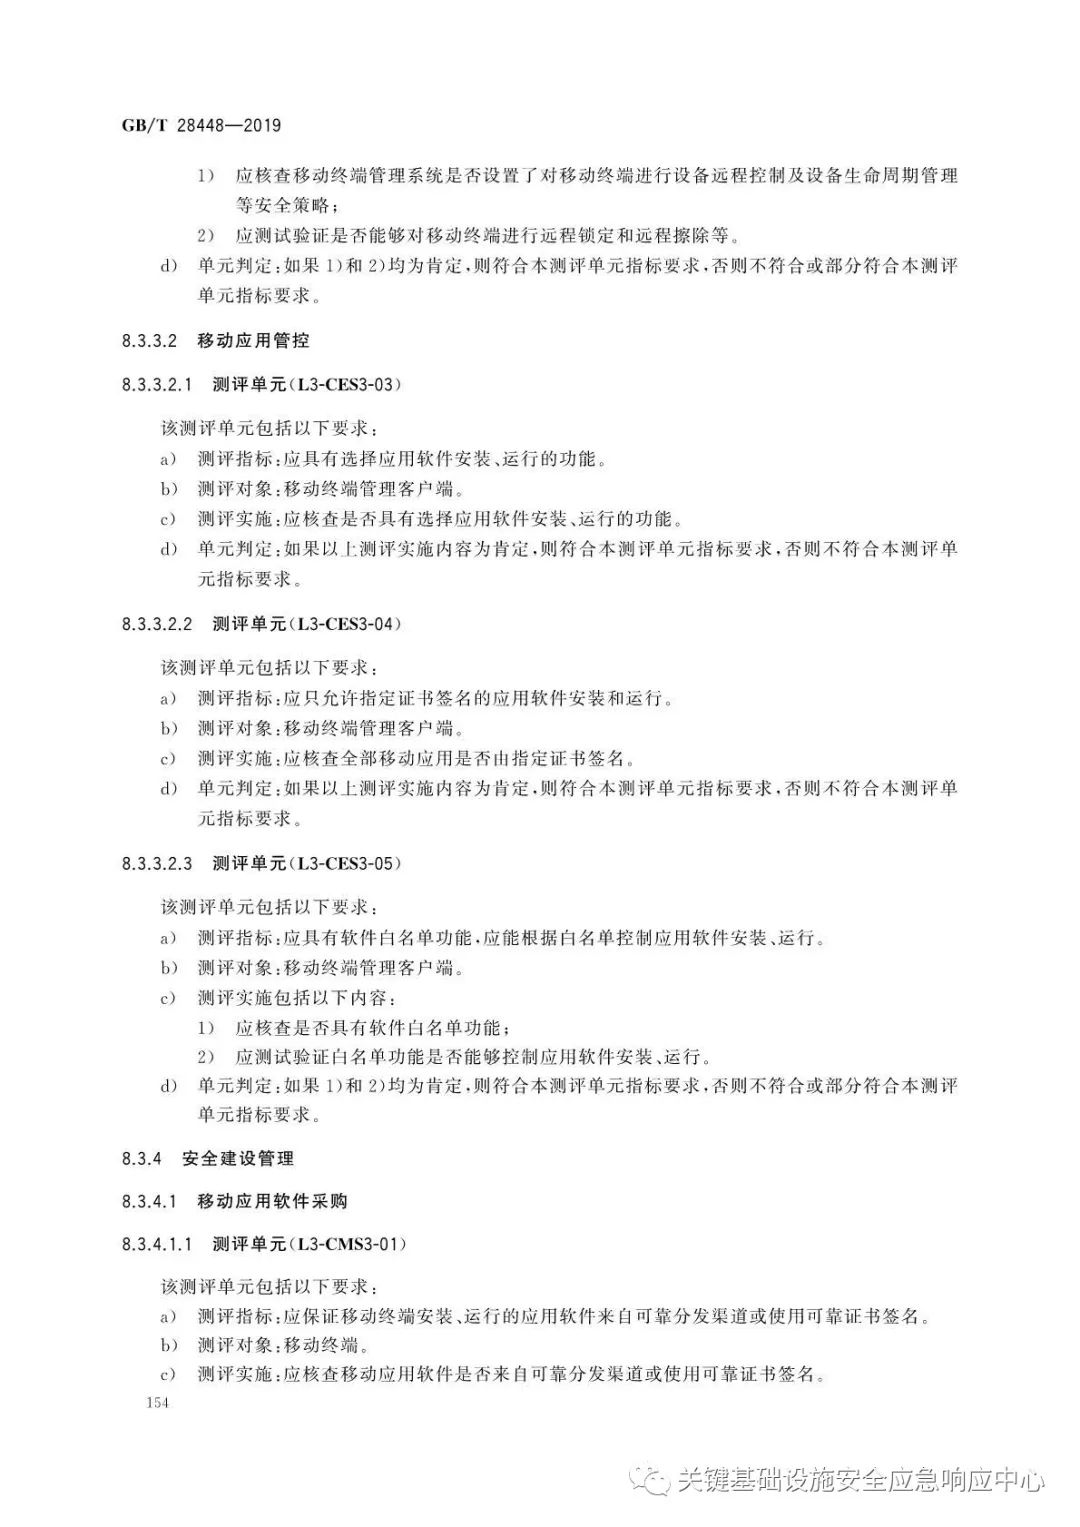 GB/T 28448—2019
1) 应核查移动终端管理系统是否设置了对移动终端进行设备远程控制及设备生命周期管理
等安全策略;
2) 应测试验证是否能够对移动终端进行远程锁定和远程擦除等。
d) 单元判定:如果1)和2)均为肯定,则符合本测评单元指标要求,否则不符合或部分符合本测评
单元指标要求。
8.3.3.2 移动应用管控
8.3.3.2.1 测评单元(L3-CES3-03)
该测评单元包括以下要求:
a) 测评指标:应具有选择应用软件安装、运行的功能。
b) 测评对象:移动终端管理客户端。
c) 测评实施:应核查是否具有选择应用软件安装、运行的功能。
d) 单元判定:如果以上测评实施内容为肯定,则符合本测评单元指标要求,否则不符合本测评单
元指标要求。
8.3.3.2.2 测评单元(L3-CES3-04)
该测评单元包括以下要求:
a) 测评指标:应只允许指定证书签名的应用软件安装和运行。
b) 测评对象:移动终端管理客户端。
c) 测评实施:应核查全部移动应用是否由指定证书签名。
d) 单元判定:如果以上测评实施内容为肯定,则符合本测评单元指标要求,否则不符合本测评单
元指标要求。
8.3.3.2.3 测评单元(L3-CES3-05)
该测评单元包括以下要求:
a) 测评指标:应具有软件白名单功能,应能根据白名单控制应用软件安装、运行。
b) 测评对象:移动终端管理客户端。
c) 测评实施包括以下内容:
1) 应核查是否具有软件白名单功能;
2) 应测试验证白名单功能是否能够控制应用软件安装、运行。
d) 单元判定:如果1)和2)均为肯定,则符合本测评单元指标要求,否则不符合或部分符合本测评
单元指标要求。
8.3.4 安全建设管理
8.3.4.1 移动应用软件采购
8.3.4.1.1 测评单元(L3-CMS3-01)
该测评单元包括以下要求:
a) 测评指标:应保证移动终端安装、运行的应用软件来自可靠分发渠道或使用可靠证书签名。
b) 测评对象:移动终端。
c) 测评实施:应核查移动应用软件是否来自可靠分发渠道或使用可靠证书签名。
154
关键基础设施安全应急响应中心